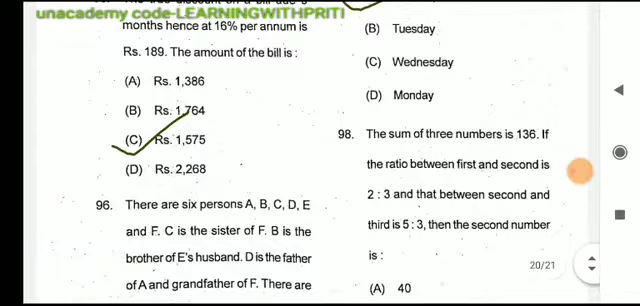 unacademy code-LEARNINGWITHPRITI
months hence at 16% per annum is
Rs. 189. The amount of the bill is :
(A) Rs. 1,386
(B) Rs. 1,764
(C) Rs. 1,575
(D) Rs. 2,268
96. There are six persons A, B, C, D, E
and F. C is the sister of F. B is the
brother of E's husband. D is the father
of A and grandfather of F. There are
(B) Tuesday
(C) Wednesday
(D) Monday
98. The sum of three numbers is 136. If
the ratio between first and second is
2 : 3 and that between second and
third is 5 : 3, then the second number
is :
(A) 40
20/21